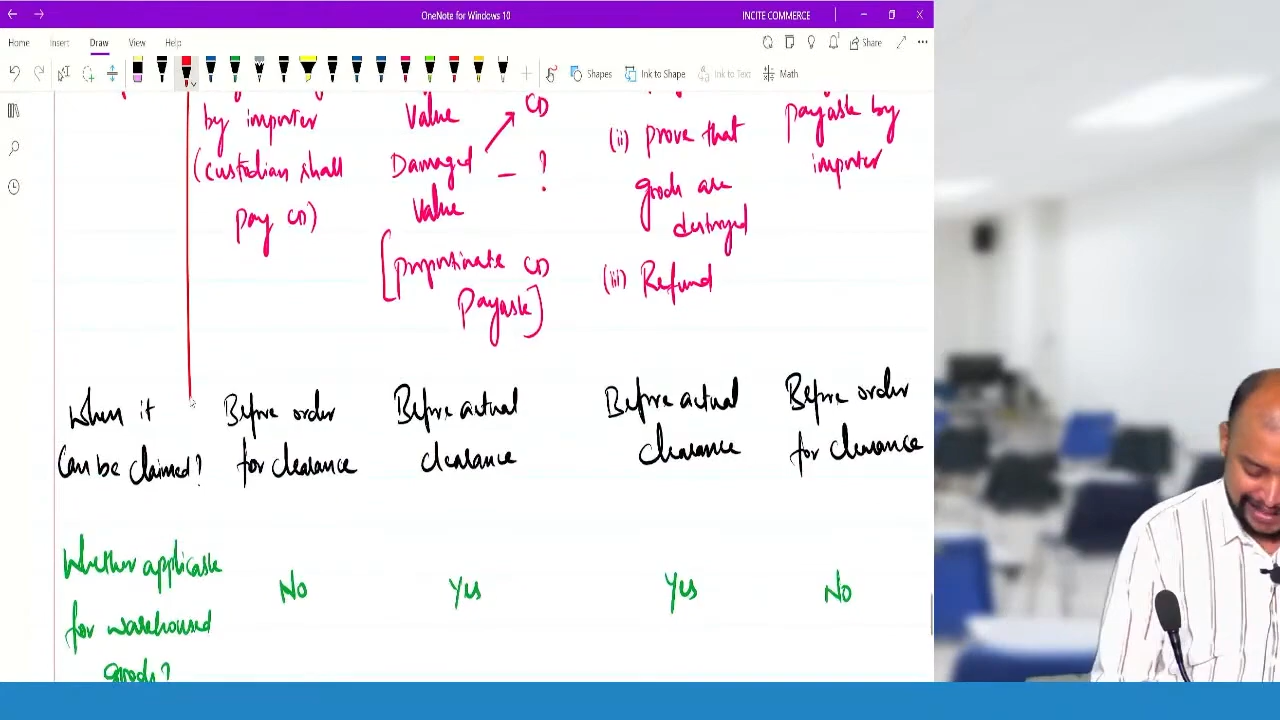 OneNote for Windows 10
INCITE COMMERCE
Home Insert Draw View Help
Share
Shapes Ink to Shape Ink to Text Math
by importer
(custodian shall
pay CD)
Value
CD
Damaged
Value
— ?
[proportinate CD
Payable]
(ii) prove that
goods are
destroyed
(iii) Refund
payable by
importer
When it
Can be claimed?
Before order
for clearance
Before actual
clearance
Before actual
clearance
Before order
for clearance
Whether applicable
for warehoused
goods?
No
Yes
Yes
No